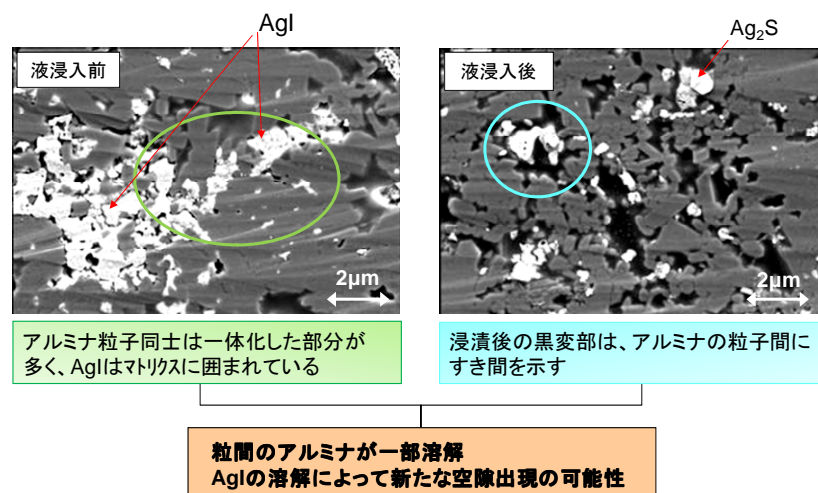 AgI
Ag₂S
液浸入前
液浸入後
2μm
2μm
アルミナ粒子同士は一体化した部分が
多く、AgIはマトリクスに囲まれている
浸漬後の黒変部は、アルミナの粒子間に
すき間を示す
粒間のアルミナが一部溶解
AgIの溶解によって新たな空隙出現の可能性